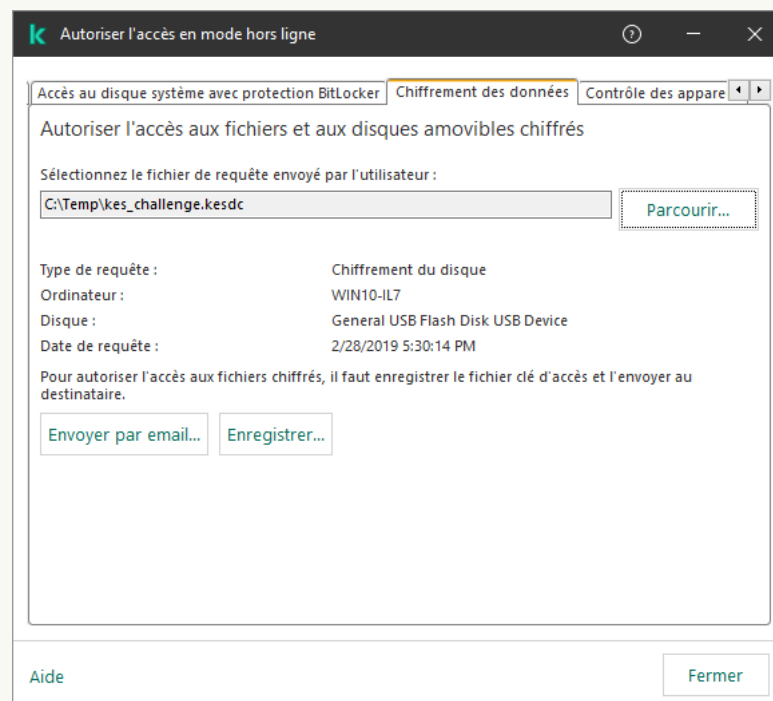 Autoriser l'accès en mode hors ligne
Accès au disque système avec protection BitLocker Chiffrement des données Contrôle des appare
Autoriser l'accès aux fichiers et aux disques amovibles chiffrés
Sélectionnez le fichier de requête envoyé par l'utilisateur :
C:\Temp\kes_challenge.kesdc
Parcourir...
Type de requête : Chiffrement du disque
Ordinateur : WIN10-IL7
Disque : General USB Flash Disk USB Device
Date de requête : 2/28/2019 5:30:14 PM
Pour autoriser l'accès aux fichiers chiffrés, il faut enregistrer le fichier clé d'accès et l'envoyer au
destinataire.
Envoyer par email... Enregistrer...
Aide Fermer